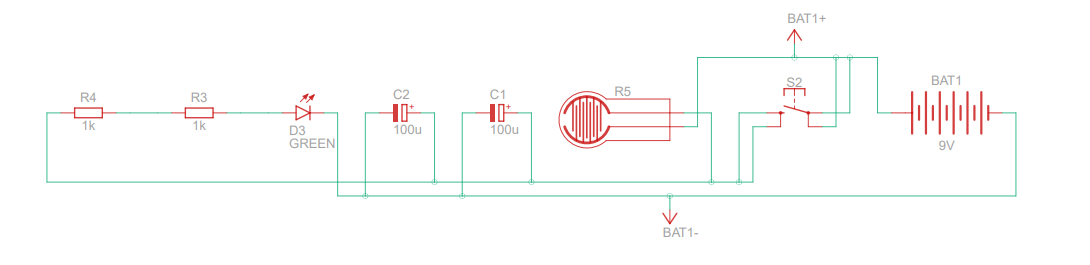 BAT1+
R4
R3
C2
C1
R5
S2
BAT1
1k
1k
D3
GREEN
+
100u
+
100u
9V
BAT1-